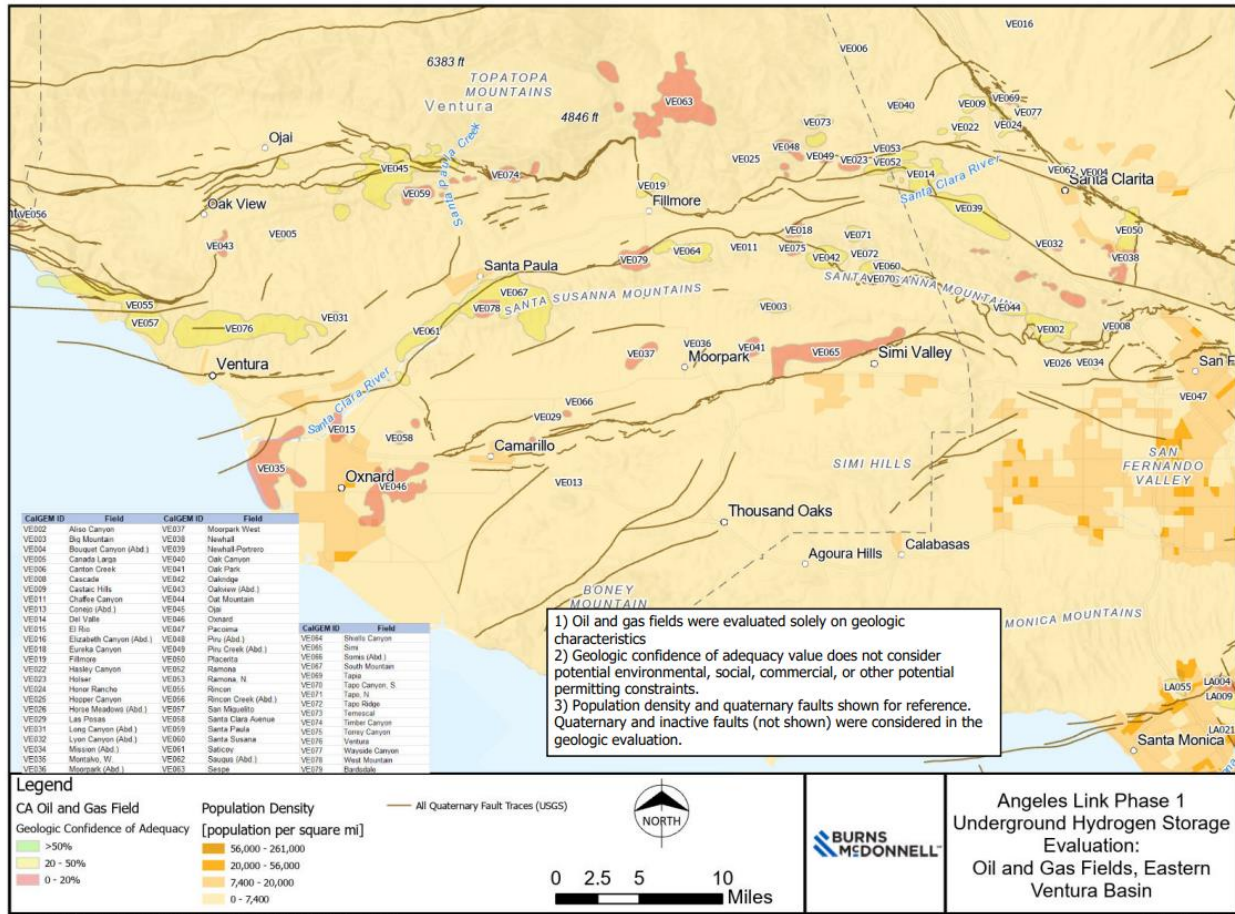 VE016
VE006
6383 ft
TOPATOPA
MOUNTAINS
Ventura
4846 ft
VE063
VE040
VE009
VE069
VE077
VE022
VE024
VE073
Ojai
Santa Paula Creek
VE045
VE074
VE059
VE025
VE048
VE049
VE023
VE053
VE052
VE014
Santa Clara River
VE062
VE004
Santa Clarita
VE019
Fillmore
VE039
VE056
Oak View
VE005
VE043
VE018
VE071
VE050
VE032
VE038
VE079
VE064
VE011
VE075
VE042
VE072
VE060
VE070
Santa Paula
VE067
VE078
SANTA SUSANNA MOUNTAINS
SANTA SUSANNA MOUNTAINS
VE055
VE057
VE076
VE031
VE061
VE003
VE044
VE002
VE008
VE037
VE036
Moorpark
VE041
VE065
Simi Valley
VE026
VE034
San F
VE047
Ventura
Santa Clara River
VE066
VE029
VE015
VE058
Camarillo
VE035
Oxnard
VE046
VE013
SIMI HILLS
SAN
FERNANDO
VALLEY
Thousand Oaks
Agoura Hills
Calabasas
BONEY
MOUNTAIN
MONICA MOUNTAINS
LA055
LA004
LA009
LA021
Santa Monica
CalGEM ID Field CalGEM ID Field
VE002 Aliso Canyon VE037 Moorpark West
VE003 Big Mountain VE038 Newhall
VE004 Bouquet Canyon (Abd.) VE039 Newhall-Portrero
VE005 Canada Larga VE040 Oak Canyon
VE006 Canton Creek VE041 Oak Park
VE008 Cascade VE042 Oakridge
VE009 Castaic Hills VE043 Oakview (Abd.)
VE011 Chaffee Canyon VE044 Oat Mountain
VE013 Conejo (Abd.) VE045 Ojai
VE014 Del Valle VE046 Oxnard
VE015 El Rio VE047 Pacoima
VE016 Elizabeth Canyon (Abd.) VE048 Piru (Abd.)
VE018 Eureka Canyon VE049 Piru Creek (Abd.)
VE019 Fillmore VE050 Placerita
VE022 Hasley Canyon VE052 Ramona
VE023 Holser VE053 Ramona, N.
VE024 Honor Rancho VE055 Rincon
VE025 Hopper Canyon VE056 Rincon Creek (Abd.)
VE026 Horse Meadows (Abd.) VE057 San Miguelito
VE029 Las Posas VE058 Santa Clara Avenue
VE031 Long Canyon (Abd.) VE059 Santa Paula
VE032 Lyon Canyon (Abd.) VE060 Santa Susana
VE034 Mission (Abd.) VE061 Saticoy
VE035 Montalvo, W. VE062 Saugus (Abd.)
VE036 Moorpark (Abd.) VE063 Sespe
CalGEM ID Field
VE064 Shiells Canyon
VE065 Simi
VE066 Somis (Abd.)
VE067 South Mountain
VE069 Tapia
VE070 Tapo Canyon, S.
VE071 Tapo, N
VE072 Tapo Ridge
VE073 Temescal
VE074 Timber Canyon
VE075 Torrey Canyon
VE076 Ventura
VE077 Wayside Canyon
VE078 West Mountain
VE079 Bardsdale
1) Oil and gas fields were evaluated solely on geologic
characteristics
2) Geologic confidence of adequacy value does not consider
potential environmental, social, commercial, or other potential
permitting constraints.
3) Population density and quaternary faults shown for reference.
Quaternary and inactive faults (not shown) were considered in the
geologic evaluation.
Legend
CA Oil and Gas Field
Geologic Confidence of Adequacy
>50%
20 - 50%
0 - 20%
Population Density
[population per square mi]
56,000 - 261,000
20,000 - 56,000
7,400 - 20,000
0 - 7,400
All Quaternary Fault Traces (USGS)
NORTH
0 2.5 5 10
Miles
BURNS
McDONNELL
Angeles Link Phase 1
Underground Hydrogen Storage
Evaluation:
Oil and Gas Fields, Eastern
Ventura Basin